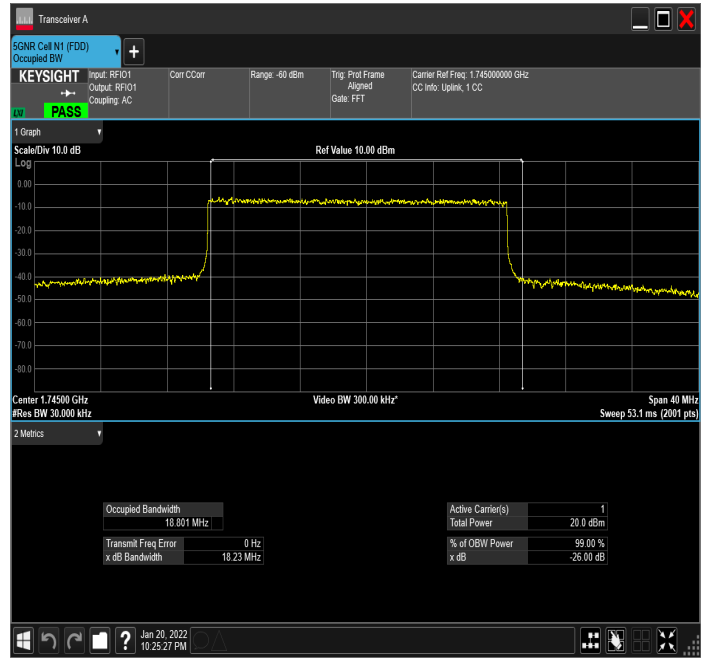 Transceiver A
5GNR Cell N1 (FDD)
Occupied BW
+
KEYSIGHT Input: RFIO1 Corr CCorr Range: -60 dBm Trig: Prot Frame Carrier Ref Freq: 1.745000000 GHz
Output: RFIO1 Aligned CC Info: Uplink, 1 CC
Coupling: AC Gate: FFT
LXI PASS
1 Graph
Scale/Div 10.0 dB Ref Value 10.00 dBm
Log
0.00
-10.0
-20.0
-30.0
-40.0
-50.0
-60.0
-70.0
-80.0
Center 1.74500 GHz Video BW 300.00 kHz* Span 40 MHz
#Res BW 30.000 kHz Sweep 53.1 ms (2001 pts)
2 Metrics
Occupied Bandwidth Active Carrier(s) 1
18.801 MHz Total Power 20.0 dBm
Transmit Freq Error 0 Hz % of OBW Power 99.00 %
x dB Bandwidth 18.23 MHz x dB -26.00 dB
? Jan 20, 2022
10:25:27 PM